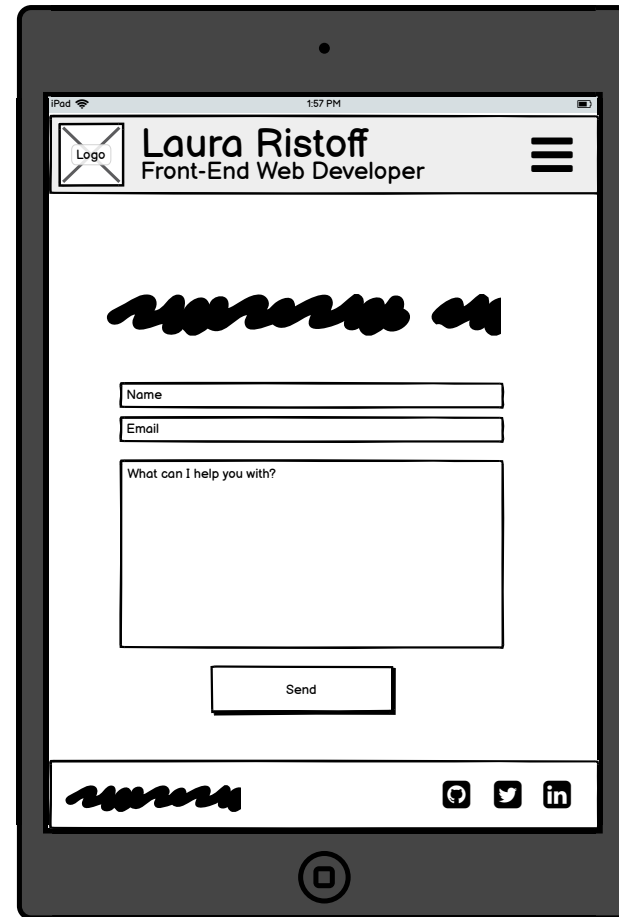 iPad 1:57 PM
Logo
Laura Ristoff
Front-End Web Developer
Name
Email
What can I help you with?
Send
in